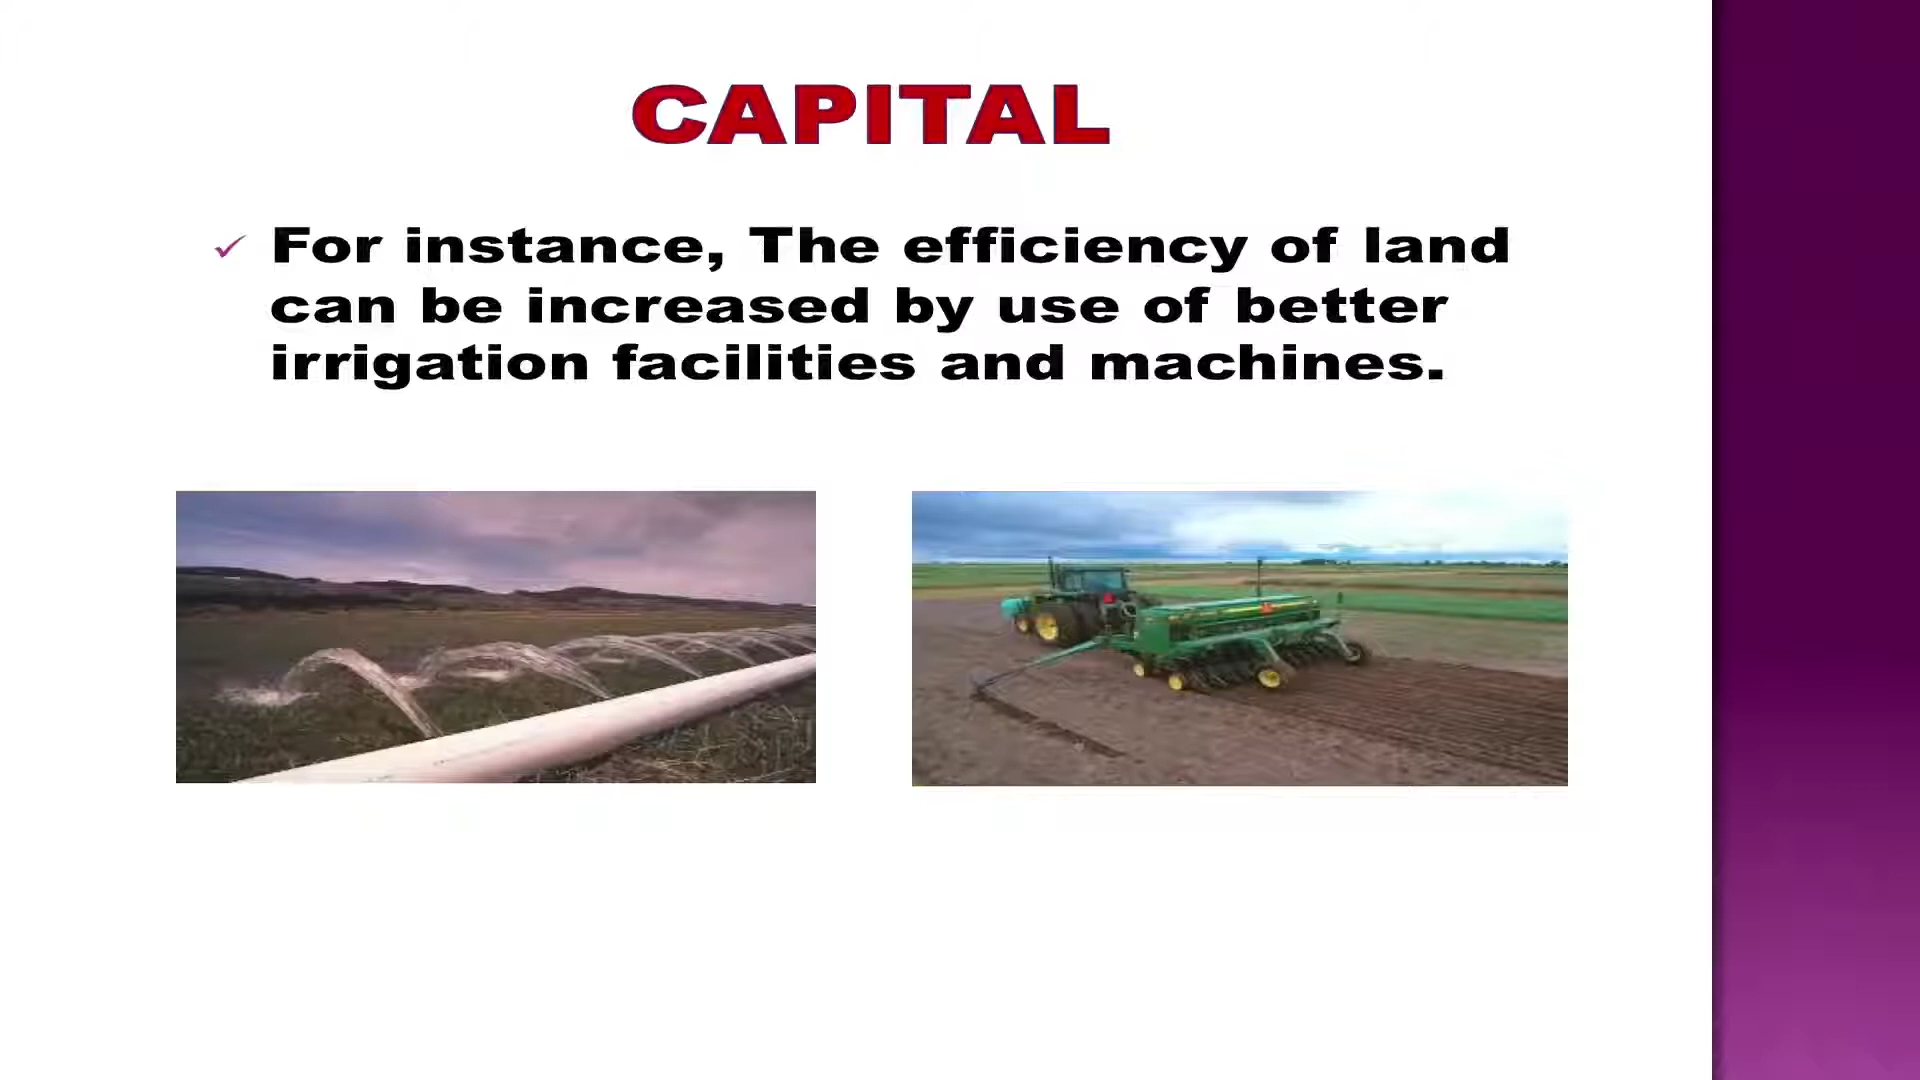 CAPITAL
For instance, The efficiency of land
can be increased by use of better
irrigation facilities and machines.